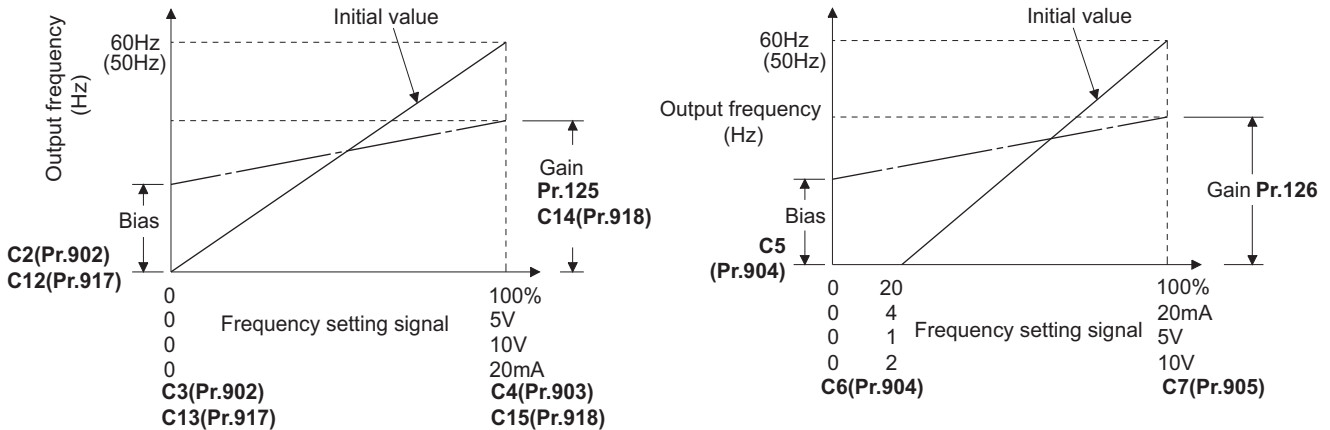 Initial value
Output frequency
(Hz)
60Hz
(50Hz)
Gain
Pr.125
C14(Pr.918)
Bias
C2(Pr.902)
C12(Pr.917)
0
100%
0
Frequency setting signal
5V
0
10V
0
20mA
C3(Pr.902)
C4(Pr.903)
C13(Pr.917)
C15(Pr.918)
Initial value
60Hz
(50Hz)
Output frequency
(Hz)
Gain Pr.126
Bias
C5
(Pr.904)
0 20 100%
0 4 20mA
0 1 Frequency setting signal 5V
0 2 10V
C6(Pr.904)
C7(Pr.905)